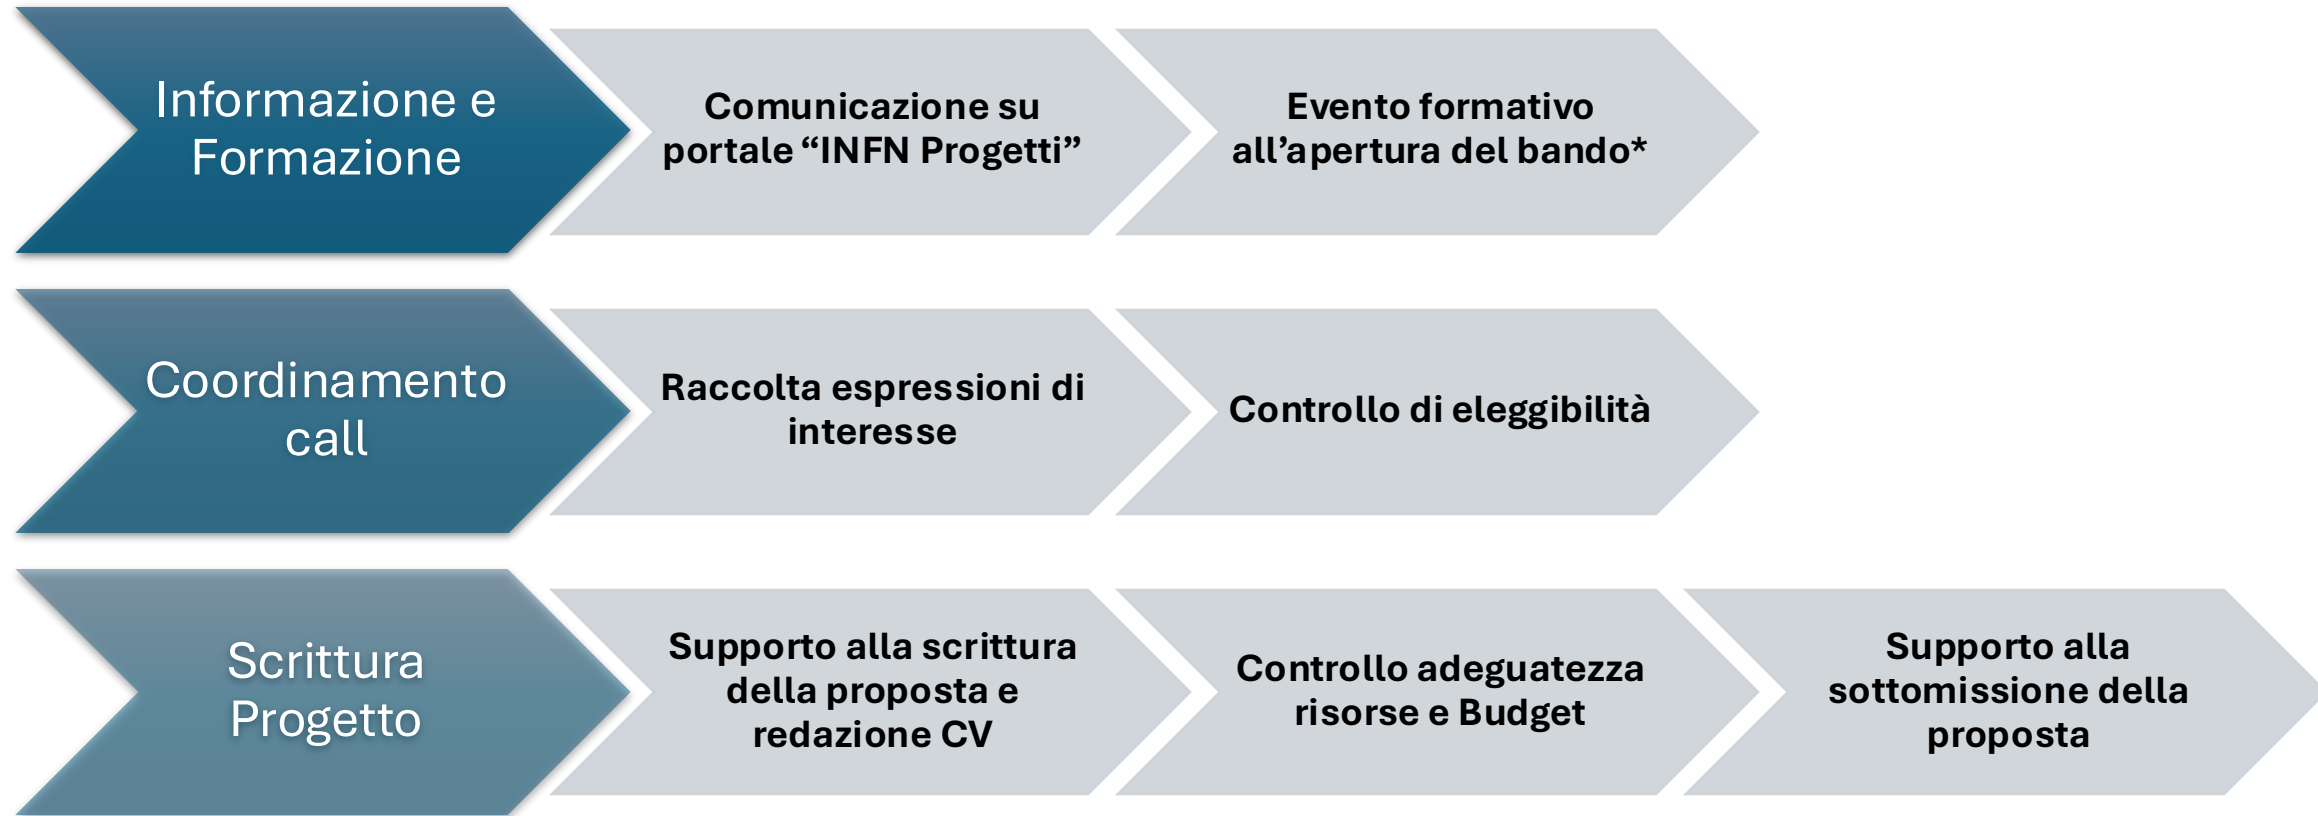 Informazione e
Formazione
Comunicazione su
portale “INFN Progetti”
Evento formativo
all’apertura del bando*
Coordinamento
call
Raccolta espressioni di
interesse
Controllo di eleggibilità
Scrittura
Progetto
Supporto alla scrittura
della proposta e
redazione CV
Controllo adeguatezza
risorse e Budget
Supporto alla
sottomissione della
proposta